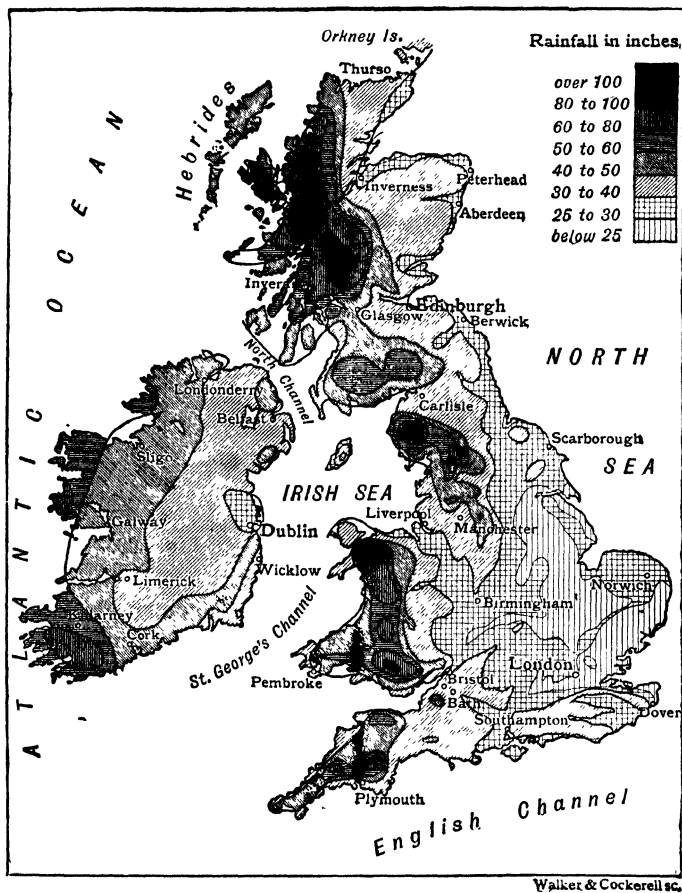 Orkney Is.
Thurso
Rainfall in inches.
over 100
80 to 100
60 to 80
50 to 60
40 to 50
30 to 40
25 to 30
below 25
Hebrides
Inverness
Peterhead
Aberdeen
ATLANTIC OCEAN
Glasgow
Edinburgh
Berwick
NORTH SEA
North Channel
Londonderry
Belfast
Carlisle
Sligo
Scarborough
IRISH SEA
Galway
Dublin
Liverpool
Manchester
Limerick
Wicklow
Birmingham
Norwich
Cork
St. George's Channel
London
Pembroke
Bristol
Bath
Southampton
Dover
Plymouth
English Channel
Walker & Cockerell sc.